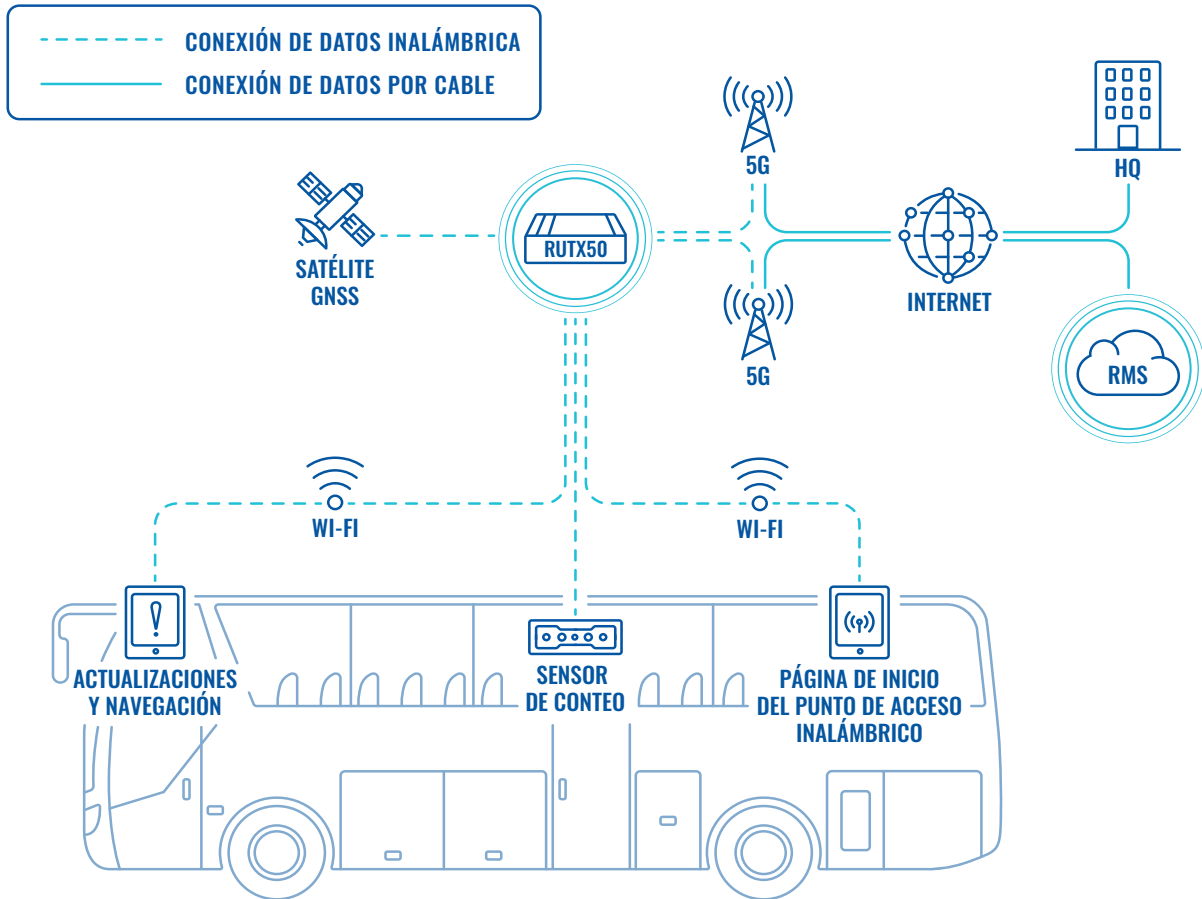 CONEXIÓN DE DATOS INALÁMBRICA
CONEXIÓN DE DATOS POR CABLE
5G
HQ
RUTX50
SATÉLITE
GNSS
INTERNET
5G
RMS
WI-FI
WI-FI
ACTUALIZACIONES
Y NAVEGACIÓN
SENSOR
DE CONTEO
PÁGINA DE INICIO
DEL PUNTO DE ACCESO
INALÁMBRICO